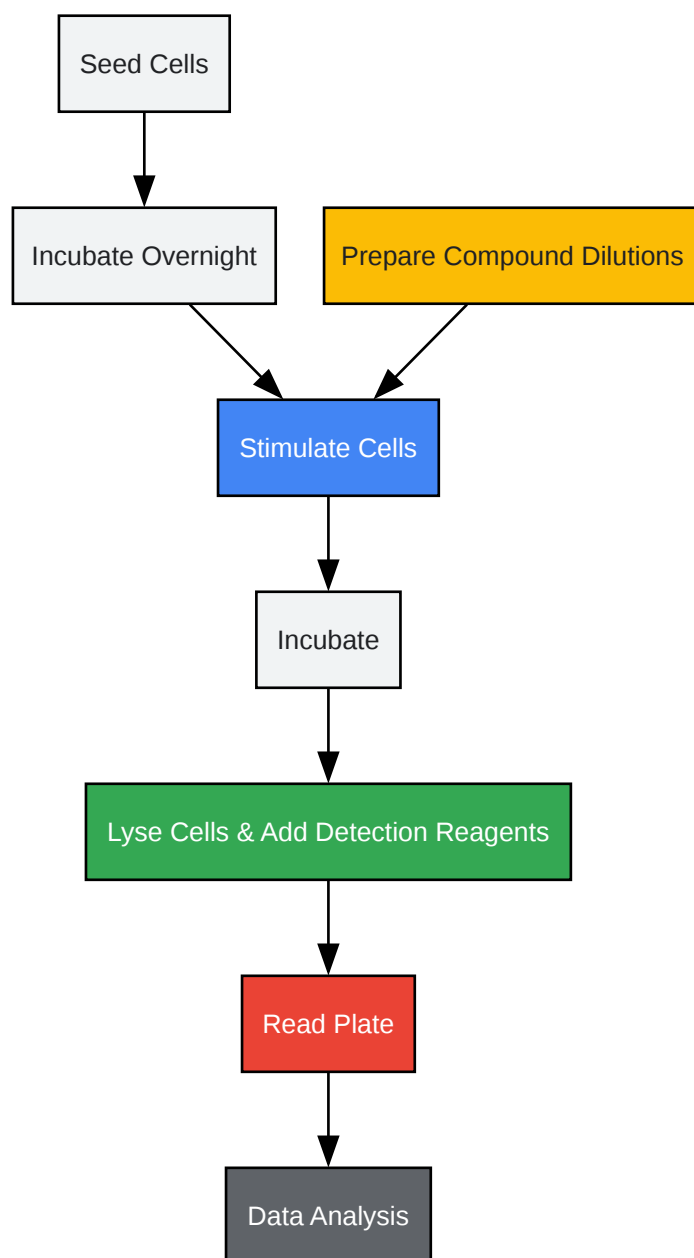 Seed Cells
Incubate Overnight
Prepare Compound Dilutions
Stimulate Cells
Incubate
Lyse Cells & Add Detection Reagents
Read Plate
Data Analysis